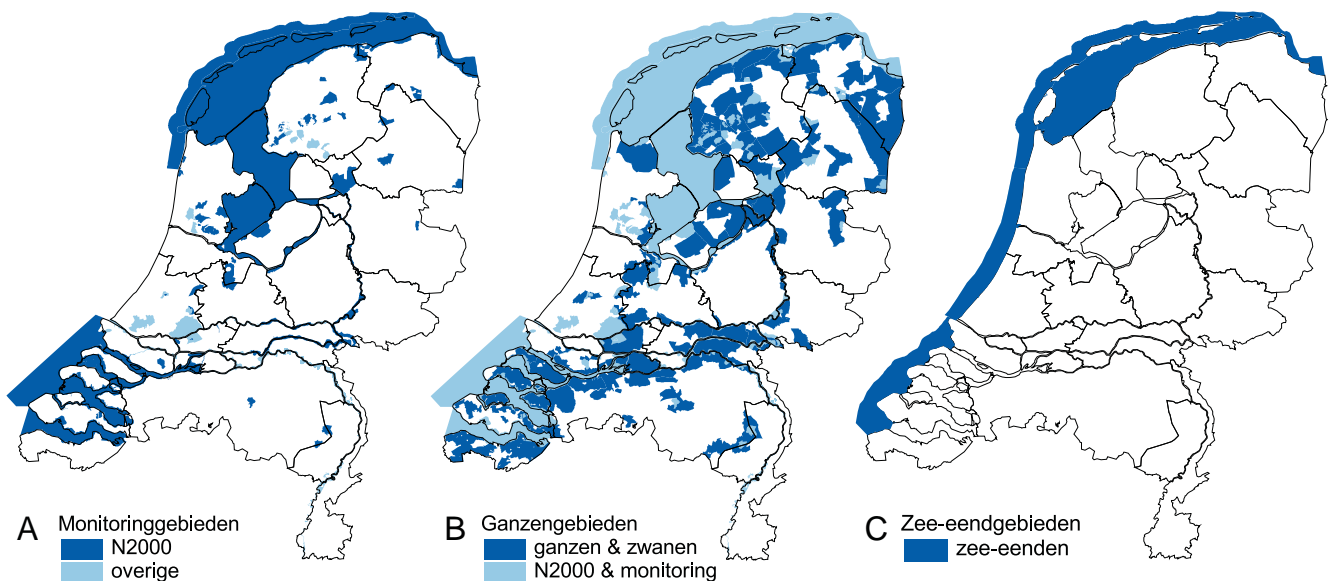 A Monitoringgebieden
N2000
overige
B Ganzengebieden
ganzen & zwanen
N2000 & monitoring
C Zee-eendgebieden
zee-eenden